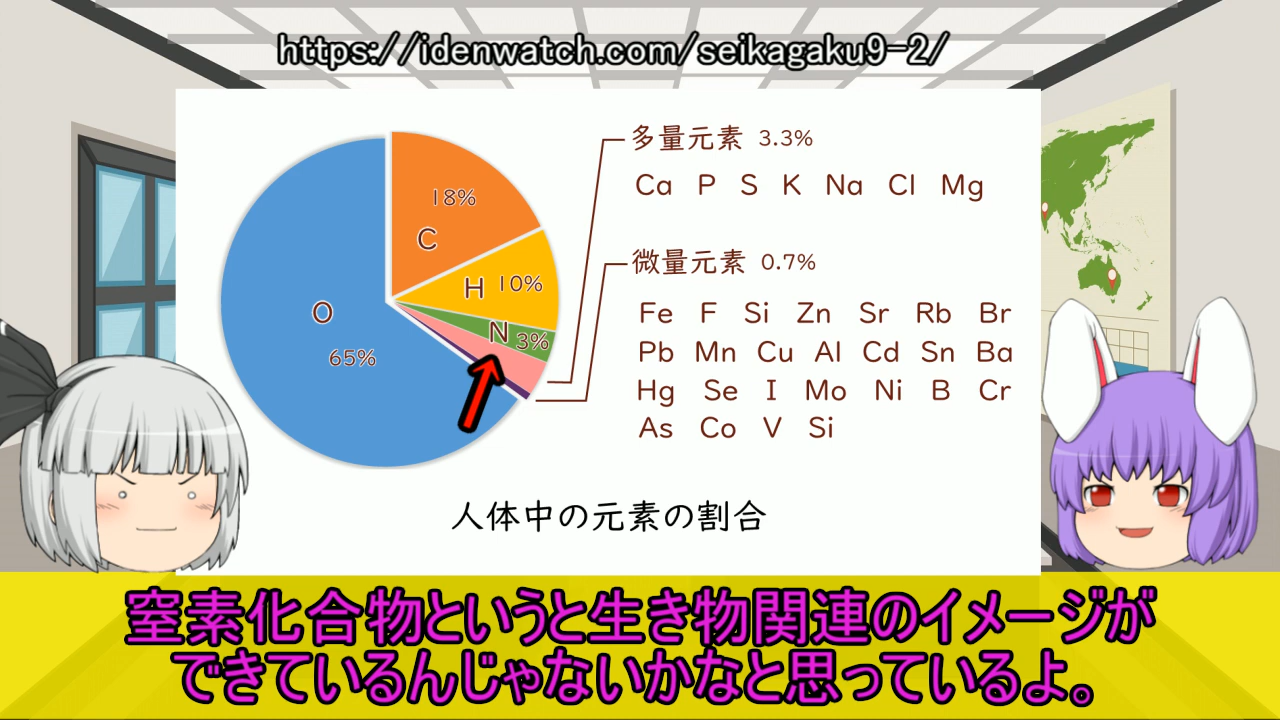 https://idenwatch.com/seikagaku9-2/
多量元素 3.3%
Ca P S K Na Cl Mg
微量元素 0.7%
Fe F Si Zn Sr Rb Br
Pb Mn Cu Al Cd Sn Ba
Hg Se I Mo Ni B Cr
As Co V Si
18%
C
H 10%
N 3%
O
65%
人体中の元素の割合
窒素化合物というと生き物関連のイメージが
できているんじゃないかなと思っているよ。